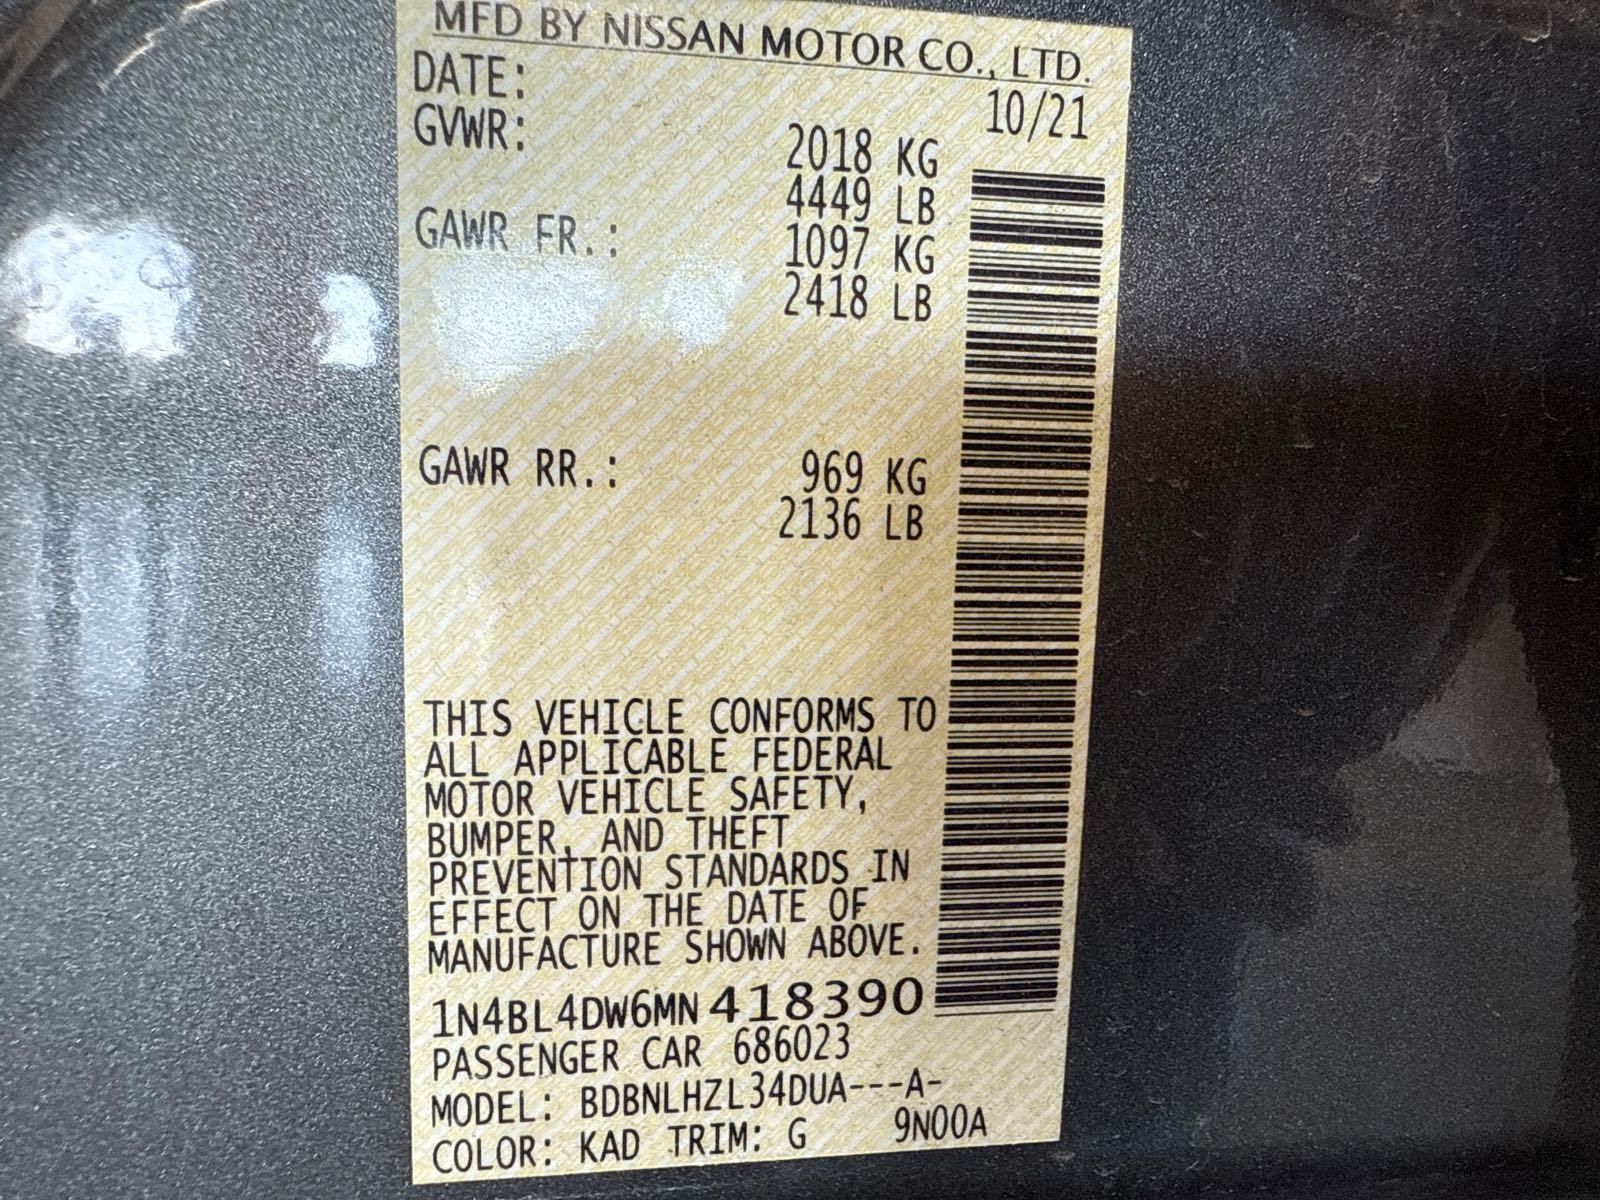 MFD BY NISSAN MOTOR CO., LTD.
DATE: 10/21
GVWR: 2018 KG
4449 LB
GAWR FR.: 1097 KG
2418 LB
GAWR RR.: 969 KG
2136 LB
THIS VEHICLE CONFORMS TO
ALL APPLICABLE FEDERAL
MOTOR VEHICLE SAFETY,
BUMPER, AND THEFT
PREVENTION STANDARDS IN
EFFECT ON THE DATE OF
MANUFACTURE SHOWN ABOVE.
1N4BL4DW6MN418390
PASSENGER CAR 686023
MODEL: BDBNLHZL34DUA---A-
COLOR: KAD TRIM: G 9N00A